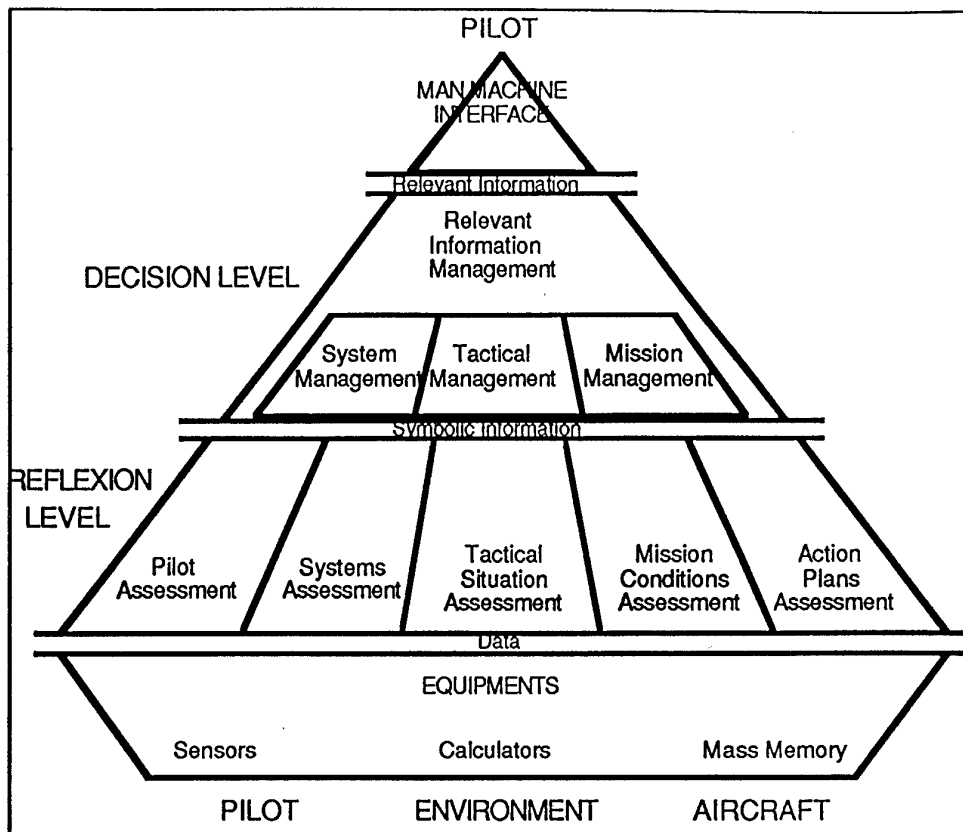 PILOT
MAN MACHINE
INTERFACE
Relevant Information
Relevant
Information
Management
DECISION LEVEL
System
Management
Tactical
Management
Mission
Management
Symbolic Information
REFLEXION
LEVEL
Pilot
Assessment
Systems
Assessment
Tactical
Situation
Assessment
Mission
Conditions
Assessment
Action
Plans
Assessment
Data
EQUIPMENTS
Sensors
Calculators
Mass Memory
PILOT
ENVIRONMENT
AIRCRAFT